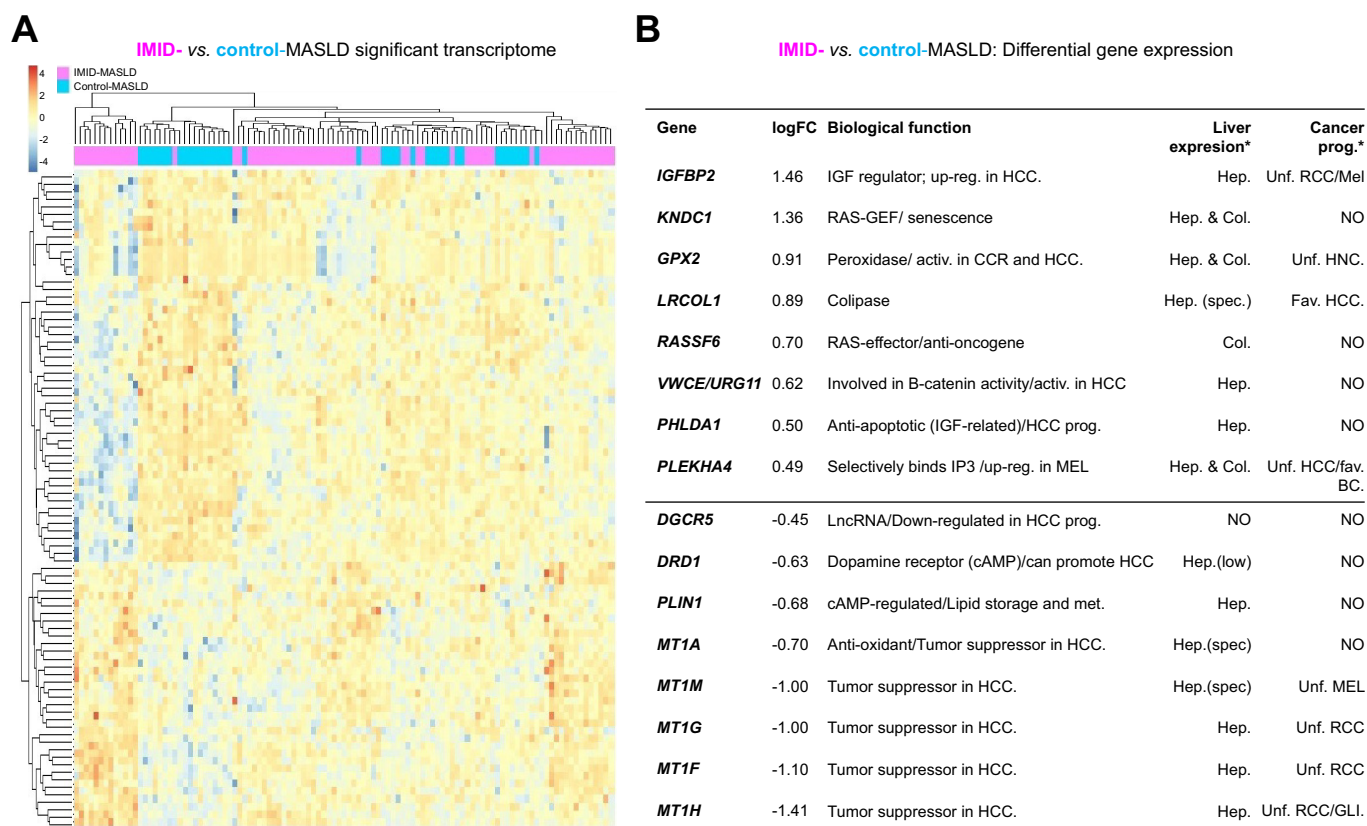 A
IMID- vs. control-MASLD significant transcriptome
4
2
0
-2
-4
IMID-MASLD
Control-MASLD
B
IMID- vs. control-MASLD: Differential gene expression
Gene logFC Biological function Liver expresion* Cancer prog.*
IGFBP2 1.46 IGF regulator; up-reg. in HCC. Hep. Unf. RCC/Mel
KNDC1 1.36 RAS-GEF/ senescence Hep. & Col. NO
GPX2 0.91 Peroxidase/ activ. in CCR and HCC. Hep. & Col. Unf. HNC.
LRCOL1 0.89 Colipase Hep. (spec.) Fav. HCC.
RASSF6 0.70 RAS-effector/anti-oncogene Col. NO
VWCE/URG11 0.62 Involved in B-catenin activity/activ. in HCC Hep. NO
PHLDA1 0.50 Anti-apoptotic (IGF-related)/HCC prog. Hep. NO
PLEKHA4 0.49 Selectively binds IP3 /up-reg. in MEL Hep. & Col. Unf. HCC/fav.
BC.
DGCR5 -0.45 LncRNA/Down-regulated in HCC prog. NO NO
DRD1 -0.63 Dopamine receptor (cAMP)/can promote HCC Hep.(low) NO
PLIN1 -0.68 cAMP-regulated/Lipid storage and met. Hep. NO
MT1A -0.70 Anti-oxidant/Tumor suppressor in HCC. Hep.(spec) NO
MT1M -1.00 Tumor suppressor in HCC. Hep.(spec) Unf. MEL
MT1G -1.00 Tumor suppressor in HCC. Hep. Unf. RCC
MT1F -1.10 Tumor suppressor in HCC. Hep. Unf. RCC
MT1H -1.41 Tumor suppressor in HCC. Hep. Unf. RCC/GLI.